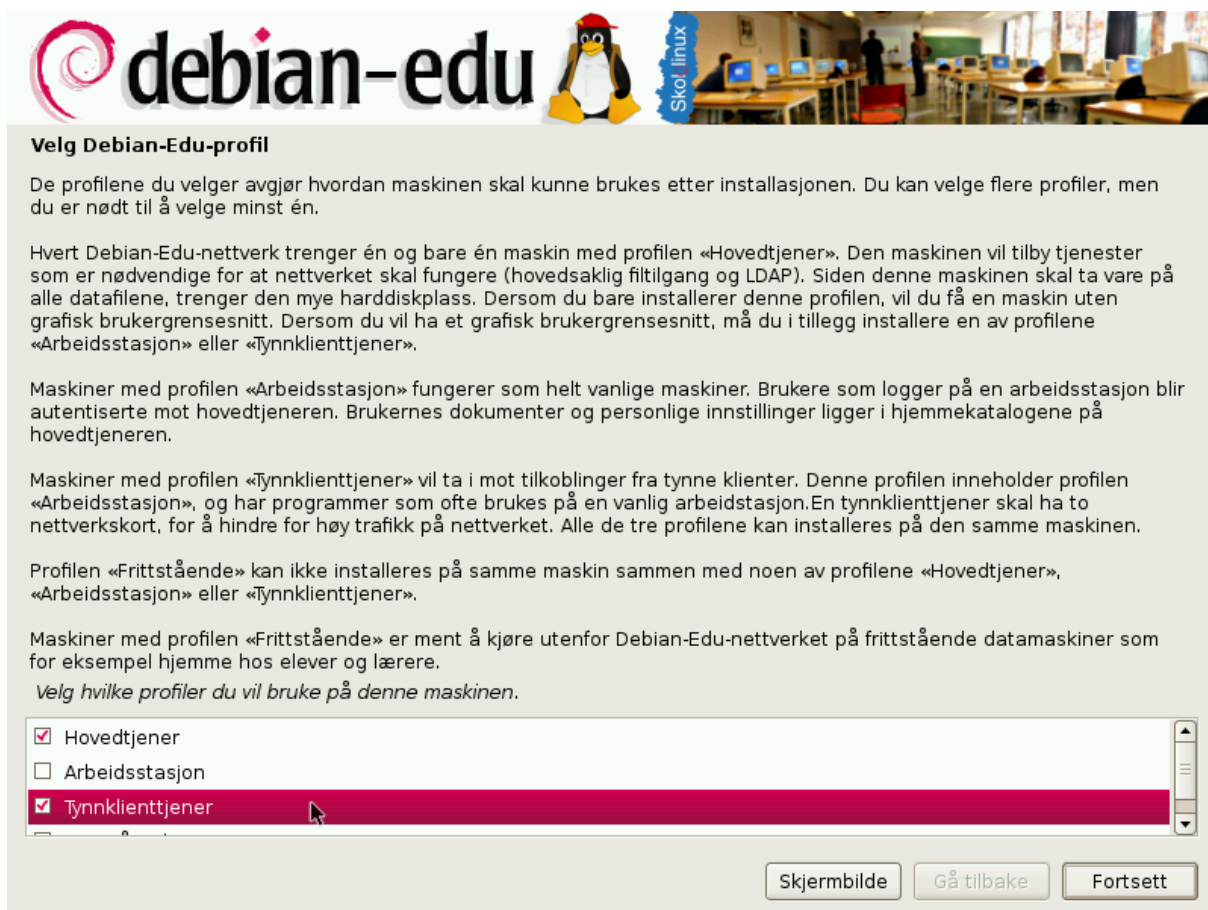 debian-edu
Skolelinux
Velg Debian-Edu-profil
De profilene du velger avgjør hvordan maskinen skal kunne brukes etter installasjonen. Du kan velge flere profiler, men
du er nødt til å velge minst én.
Hvert Debian-Edu-nettverk trenger én og bare én maskin med profilen «Hovedtjener». Den maskinen vil tilby tjenester
som er nødvendige for at nettverket skal fungere (hovedsaklig filtilgang og LDAP). Siden denne maskinen skal ta vare på
alle datafilene, trenger den mye harddiskplass. Dersom du bare installerer denne profilen, vil du få en maskin uten
grafisk brukergrensesnitt. Dersom du vil ha et grafisk brukergrensesnitt, må du i tillegg installere en av profilene
«Arbeidsstasjon» eller «Tynnklienttjener».
Maskiner med profilen «Arbeidsstasjon» fungerer som helt vanlige maskiner. Brukere som logger på en arbeidsstasjon blir
autentiserte mot hovedtjeneren. Brukernes dokumenter og personlige innstillinger ligger i hjemmekatalogene på
hovedtjeneren.
Maskiner med profilen «Tynnklienttjener» vil ta i mot tilkoblinger fra tynne klienter. Denne profilen inneholder profilen
«Arbeidsstasjon», og har programmer som ofte brukes på en vanlig arbeidstasjon.En tynnklienttjener skal ha to
nettverkskort, for å hindre for høy trafikk på nettverket. Alle de tre profilene kan installeres på den samme maskinen.
Profilen «Frittstående» kan ikke installeres på samme maskin sammen med noen av profilene «Hovedtjener»,
«Arbeidsstasjon» eller «Tynnklienttjener».
Maskiner med profilen «Frittstående» er ment å kjøre utenfor Debian-Edu-nettverket på frittstående datamaskiner som
for eksempel hjemme hos elever og lærere.
Velg hvilke profiler du vil bruke på denne maskinen.
Hovedtjener
Arbeidsstasjon
Tynnklienttjener
Skjermbilde
Gå tilbake
Fortsett